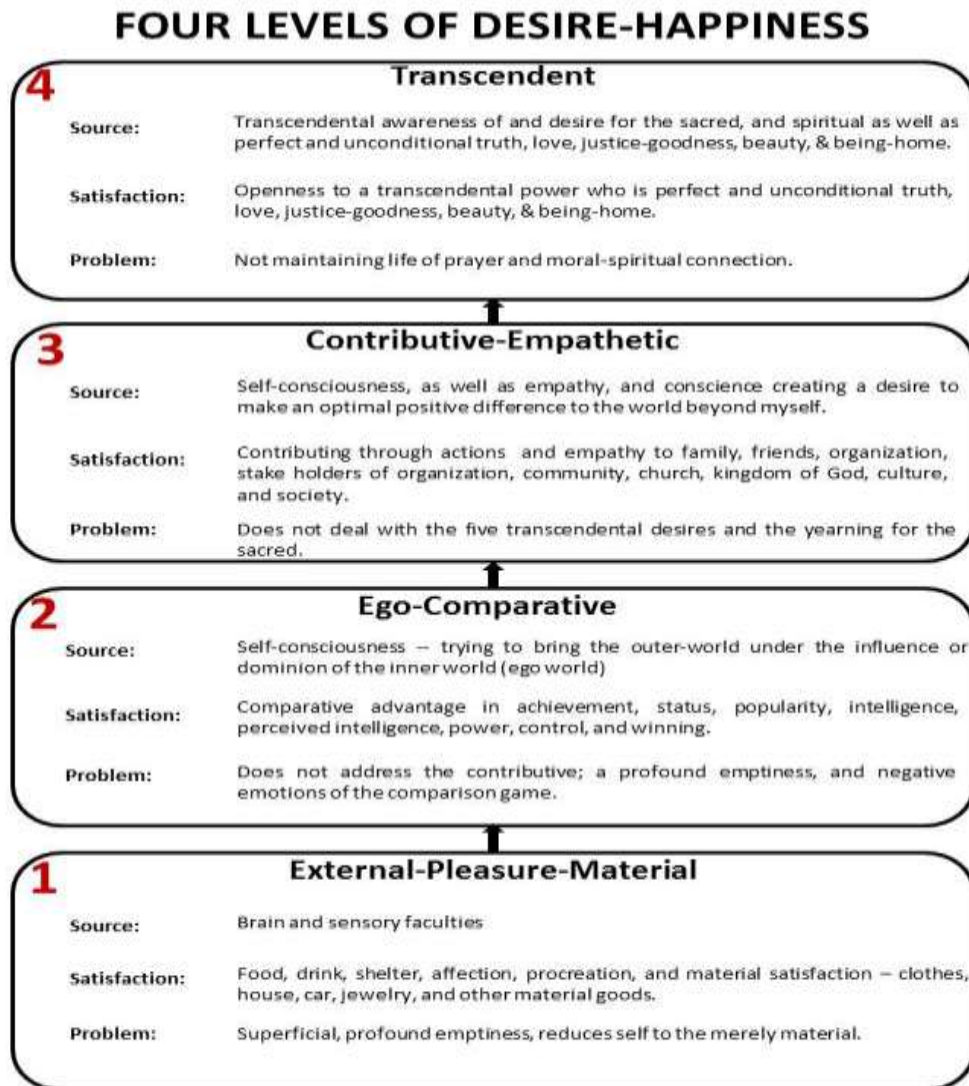 FOUR LEVELS OF DESIRE-HAPPINESS
4
Transcendent
Source: Transcendental awareness of and desire for the sacred, and spiritual as well as
perfect and unconditional truth, love, justice-goodness, beauty, & being-home.
Satisfaction: Openness to a transcendental power who is perfect and unconditional truth,
love, justice-goodness, beauty, & being-home.
Problem: Not maintaining life of prayer and moral-spiritual connection.
3
Contributive-Empathetic
Source: Self-consciousness, as well as empathy, and conscience creating a desire to
make an optimal positive difference to the world beyond myself.
Satisfaction: Contributing through actions and empathy to family, friends, organization,
stake holders of organization, community, church, kingdom of God, culture,
and society.
Problem: Does not deal with the five transcendental desires and the yearning for the
sacred.
2
Ego-Comparative
Source: Self-consciousness – trying to bring the outer-world under the influence or
dominion of the inner world (ego world)
Satisfaction: Comparative advantage in achievement, status, popularity, intelligence,
perceived intelligence, power, control, and winning.
Problem: Does not address the contributive; a profound emptiness, and negative
emotions of the comparison game.
1
External-Pleasure-Material
Source: Brain and sensory faculties
Satisfaction: Food, drink, shelter, affection, procreation, and material satisfaction – clothes,
house, car, jewelry, and other material goods.
Problem: Superficial, profound emptiness, reduces self to the merely material.